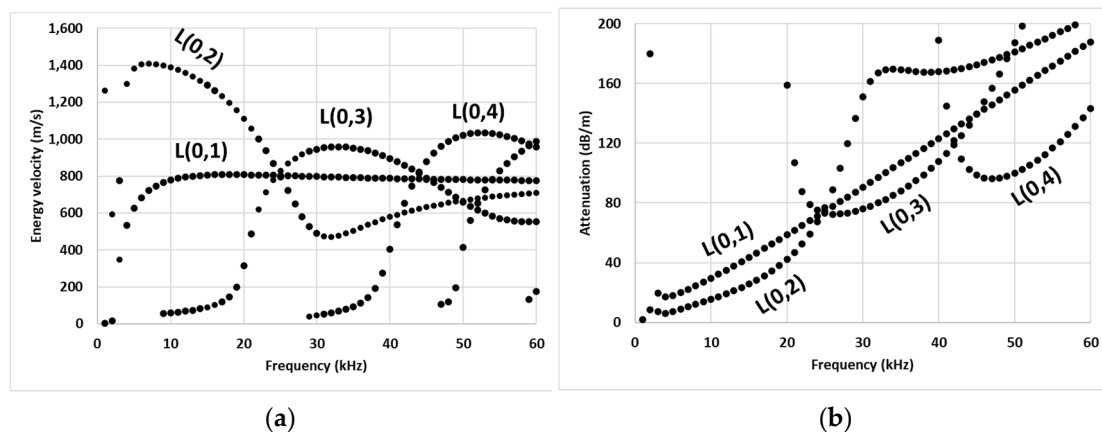 1,600
1,400
1,200
1,000
800
600
400
200
0
Energy velocity (m/s)
L(0,2)
L(0,1)
L(0,3)
L(0,4)
0 10 20 30 40 50 60
Frequency (kHz)
(a)
200
160
120
80
40
0
Attenuation (dB/m)
L(0,1)
L(0,2)
L(0,3)
L(0,4)
0 10 20 30 40 50 60
Frequency (kHz)
(b)